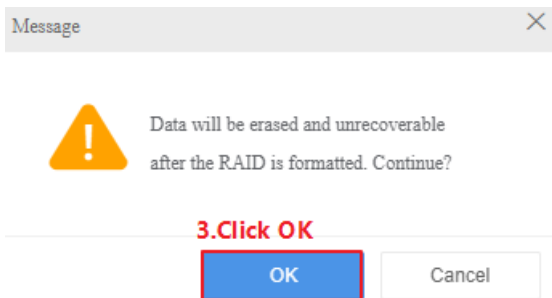 Message
Data will be erased and unrecoverable
after the RAID is formatted. Continue?
3.Click OK
OK
Cancel